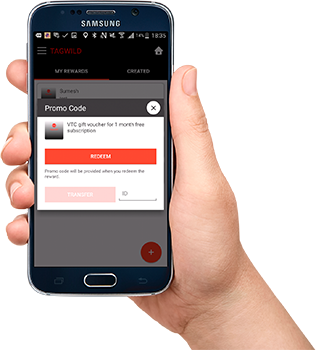 SAMSUNG
18:35
TAGWILD
MY REWARDS
CREATED
Sumesh
Promo Code
VTC gift voucher for 1 month free
subscription
REDEEM
Promo code will be provided when you redeem the
reward.
TRANSFER
ID